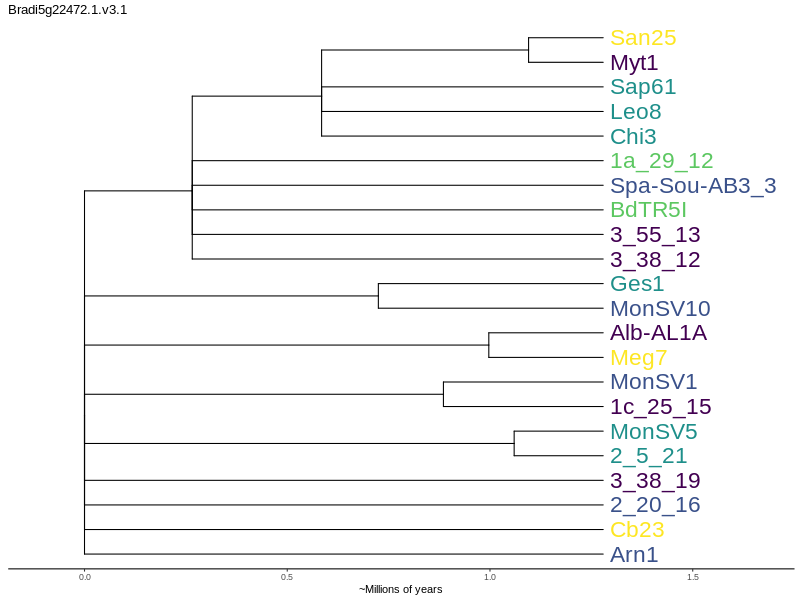 Bradi5g22472.1.v3.1
San25
Myt1
Sap61
Leo8
Chi3
1a_29_12
Spa-Sou-AB3_3
BdTR5I
3_55_13
3_38_12
Ges1
MonSV10
Alb-AL1A
Meg7
MonSV1
1c_25_15
MonSV5
2_5_21
3_38_19
2_20_16
Cb23
Arn1
0.0 0.5 1.0 1.5
~Millions of years